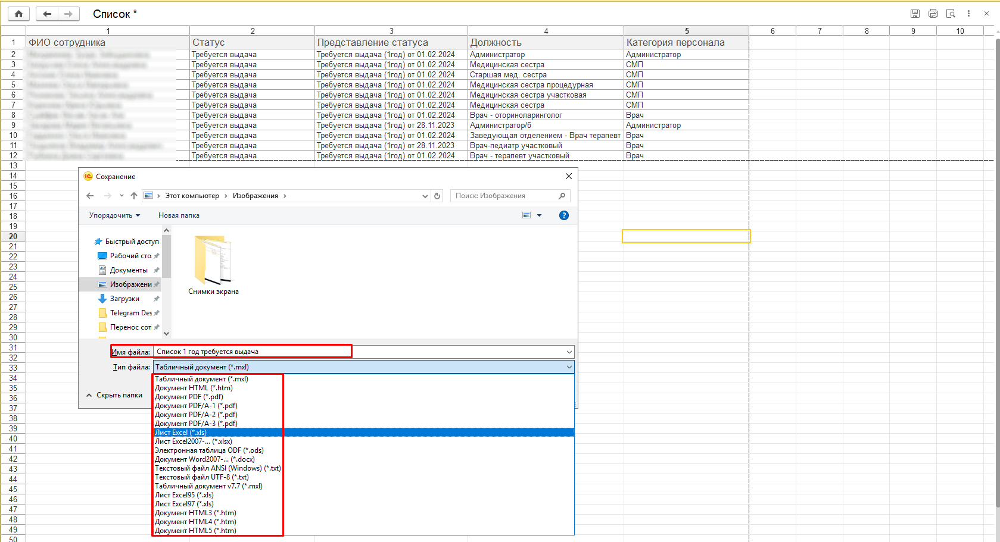 Список *
1 2 3 4 5 6 7 8 9 10
1 ФИО сотрудника Статус Представление статуса Должность Категория персонала
2 Требуется выдача Требуется выдача (1год) от 01.02.2024 Администратор Администратор
3 Требуется выдача Требуется выдача (1год) от 01.02.2024 Медицинская сестра СМП
4 Требуется выдача Требуется выдача (1год) от 01.02.2024 Старшая мед. сестра СМП
5 Требуется выдача Требуется выдача (1год) от 01.02.2024 Медицинская сестра процедурная СМП
6 Требуется выдача Требуется выдача (1год) от 01.02.2024 Медицинская сестра участковая СМП
7 Требуется выдача Требуется выдача (1год) от 01.02.2024 Медицинская сестра СМП
8 Требуется выдача Требуется выдача (1год) от 01.02.2024 Врач - оториноларинголог Врач
9 Требуется выдача Требуется выдача (1год) от 28.11.2023 Администратор/б Администратор
10 Требуется выдача Требуется выдача (1год) от 01.02.2024 Заведующая отделением - Врач терапевт Врач
11 Требуется выдача Требуется выдача (1год) от 28.11.2023 Врач-педиатр участковый Врач
12 Требуется выдача Требуется выдача (1год) от 01.02.2024 Врач - терапевт участковый Врач
13
14
15
16
17
18
19
20
21
22
23
24
25
26
27
28
29
30
31
32
33
34
35
36
37
38
39
40
41
42
43
44
45
46
47
48
49
50
1С Сохранение
Этот компьютер › Изображения ›
Поиск: Изображения
Упорядочить Новая папка ?
Быстрый доступ
Рабочий сто.
Документы
Изображени
Загрузки
Telegram Des
Перенос сот
Снимки экрана
Имя файла: Список 1 год требуется выдача
Тип файла: Табличный документ (*.mxl)
Скрыть папки
Табличный документ (*.mxl)
Документ HTML (*.htm)
Документ PDF (*.pdf)
Документ PDF/A-1 (*.pdf)
Документ PDF/A-2 (*.pdf)
Документ PDF/A-3 (*.pdf)
Лист Excel (*.xls)
Лист Excel2007-... (*.xlsx)
Электронная таблица ODF (*.ods)
Документ Word2007-... (*.docx)
Текстовый файл ANSI (Windows) (*.txt)
Текстовый файл UTF-8 (*.txt)
Табличный документ v7.7 (*.mxl)
Лист Excel95 (*.xls)
Лист Excel97 (*.xls)
Документ HTML3 (*.htm)
Документ HTML4 (*.htm)
Документ HTML5 (*.htm)